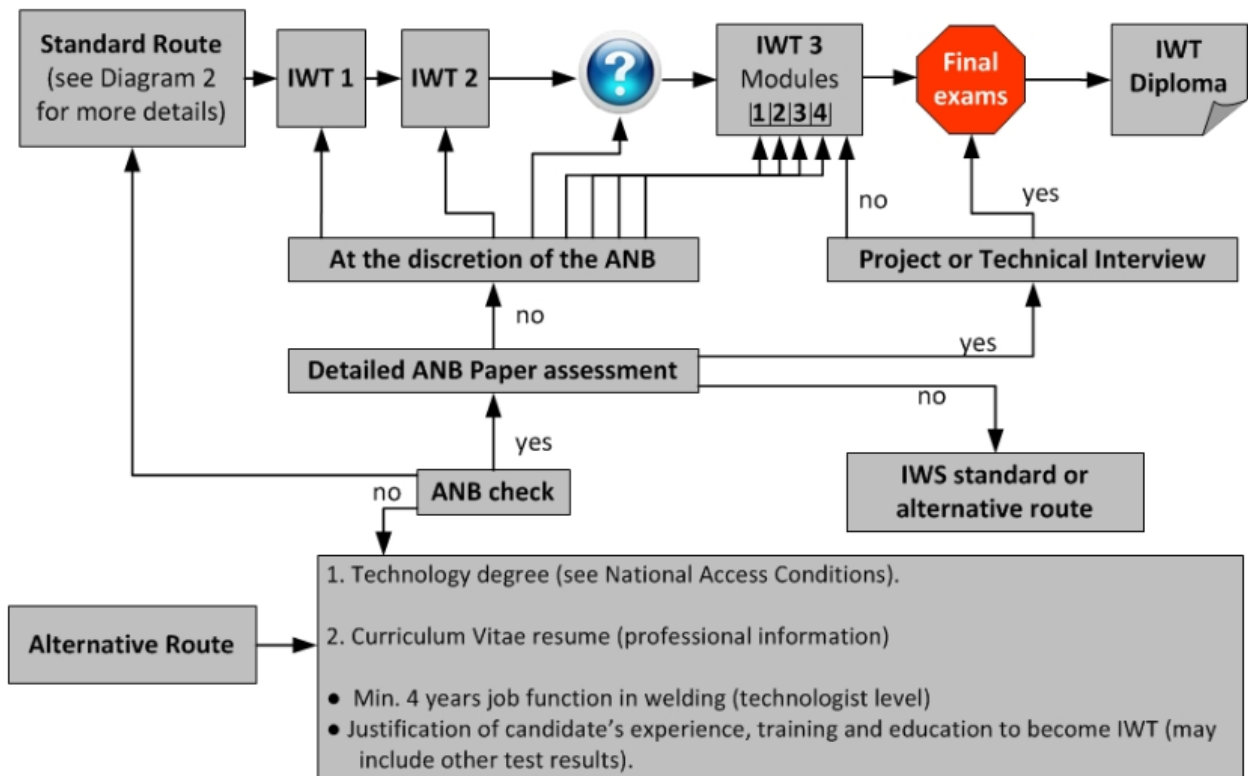 Standard Route
(see Diagram 2
for more details)
IWT 1
IWT 2
?
IWT 3
Modules
1 2 3 4
Final
exams
IWT
Diploma
no
yes
At the discretion of the ANB
Project or Technical Interview
no
yes
Detailed ANB Paper assessment
no
yes
IWS standard or
alternative route
no
ANB check
1. Technology degree (see National Access Conditions).
Alternative Route
2. Curriculum Vitae resume (professional information)
● Min. 4 years job function in welding (technologist level)
● Justification of candidate's experience, training and education to become IWT (may
include other test results).